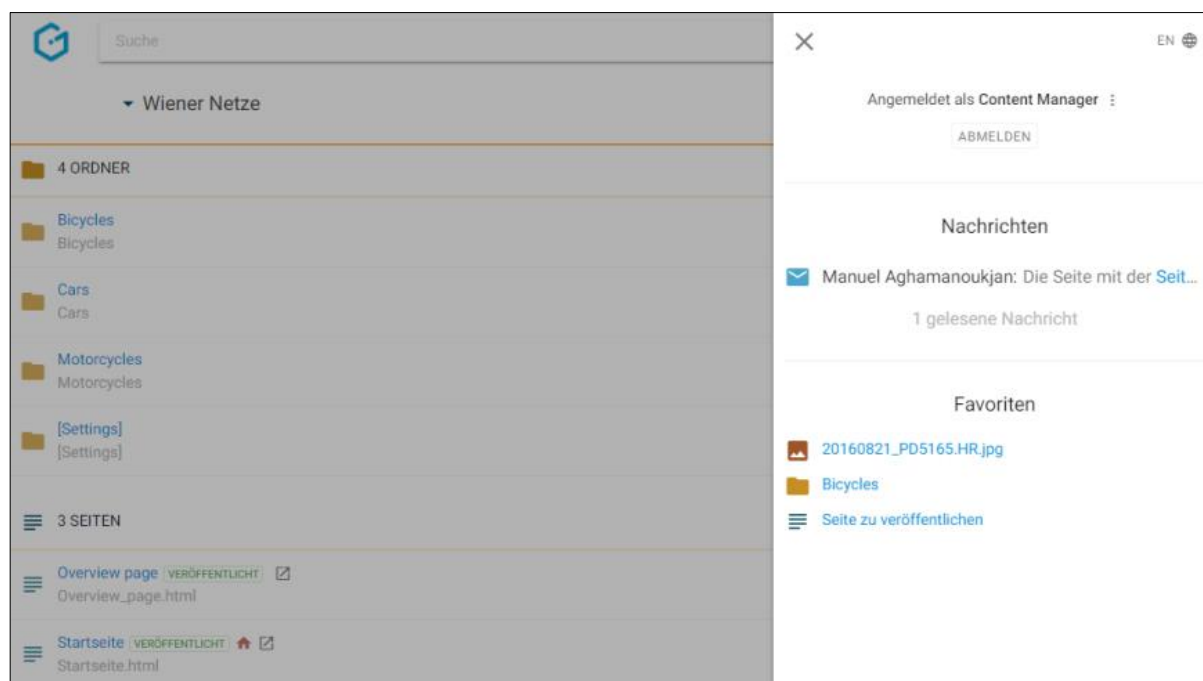 Suche
Wiener Netze
4 ORDNER
Bicycles
Bicycles
Cars
Cars
Motorcycles
Motorcycles
[Settings]
[Settings]
3 SEITEN
Overview page VERÖFFENTLICHT
Overview_page.html
Startseite VERÖFFENTLICHT
Startseite.html
EN
Angemeldet als Content Manager
ABMELDEN
Nachrichten
Manuel Aghamanoukjan: Die Seite mit der Seit...
1 gelesene Nachricht
Favoriten
20160821_PD5165.HR.jpg
Bicycles
Seite zu veröffentlichen